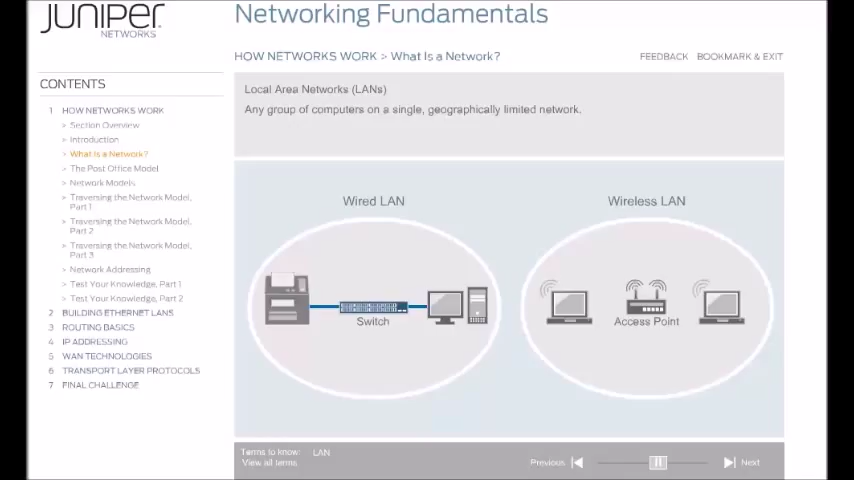 JUNIPER
NETWORKS
Networking Fundamentals
HOW NETWORKS WORK > What Is a Network?
FEEDBACK BOOKMARK & EXIT
CONTENTS
1 HOW NETWORKS WORK
> Section Overview
> Introduction
> What Is a Network?
> The Post Office Model
> Network Models
> Traversing the Network Model,
Part 1
> Traversing the Network Model,
Part 2
> Traversing the Network Model,
Part 3
> Network Addressing
> Test Your Knowledge, Part 1
> Test Your Knowledge, Part 2
2 BUILDING ETHERNET LANS
3 ROUTING BASICS
4 IP ADDRESSING
5 WAN TECHNOLOGIES
6 TRANSPORT LAYER PROTOCOLS
7 FINAL CHALLENGE
Local Area Networks (LANs)
Any group of computers on a single, geographically limited network.
Wired LAN
Wireless LAN
Switch
Access Point
Terms to know: LAN
View all terms
Previous
Next